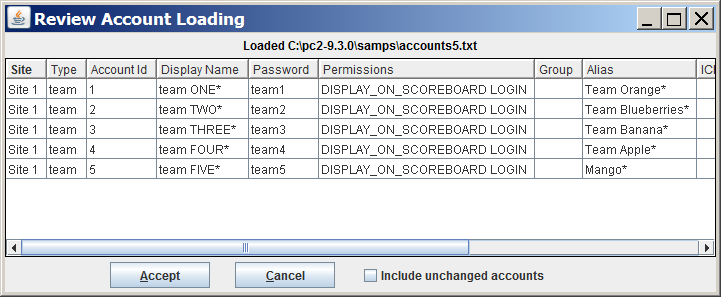 Review Account Loading
Loaded C:\pc2-9.3.0\samps\accounts5.txt
Site Type Account Id Display Name Password Permissions Group Alias ICI
Site 1 team 1 team ONE* team1 DISPLAY_ON_SCOREBOARD LOGIN Team Orange*
Site 1 team 2 team TWO* team2 DISPLAY_ON_SCOREBOARD LOGIN Team Blueberries*
Site 1 team 3 team THREE* team3 DISPLAY_ON_SCOREBOARD LOGIN Team Banana*
Site 1 team 4 team FOUR* team4 DISPLAY_ON_SCOREBOARD LOGIN Team Apple*
Site 1 team 5 team FIVE* team5 DISPLAY_ON_SCOREBOARD LOGIN Mango*
Accept Cancel Include unchanged accounts